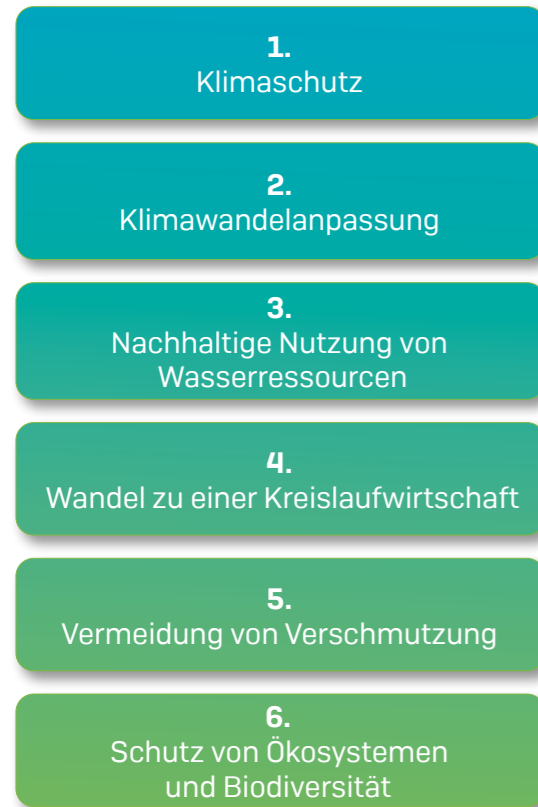 1.
Klimaschutz
2.
Klimawandelanpassung
3.
Nachhaltige Nutzung von
Wasserressourcen
4.
Wandel zu einer Kreislaufwirtschaft
5.
Vermeidung von Verschmutzung
6.
Schutz von Ökosystemen
und Biodiversität